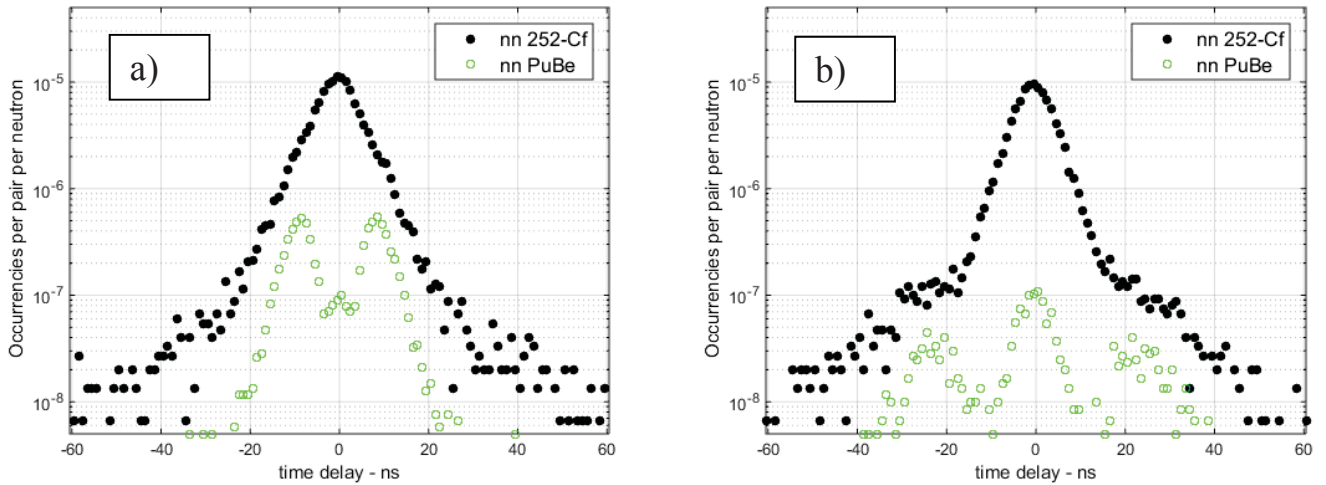 a)
nn 252-Cf
nn PuBe
10^-5
10^-6
10^-7
10^-8
Occurrencies per pair per neutron
-60 -40 -20 0 20 40 60
time delay - ns
b)
nn 252-Cf
nn PuBe
10^-5
10^-6
10^-7
10^-8
Occurrencies per pair per neutron
-60 -40 -20 0 20 40 60
time delay - ns